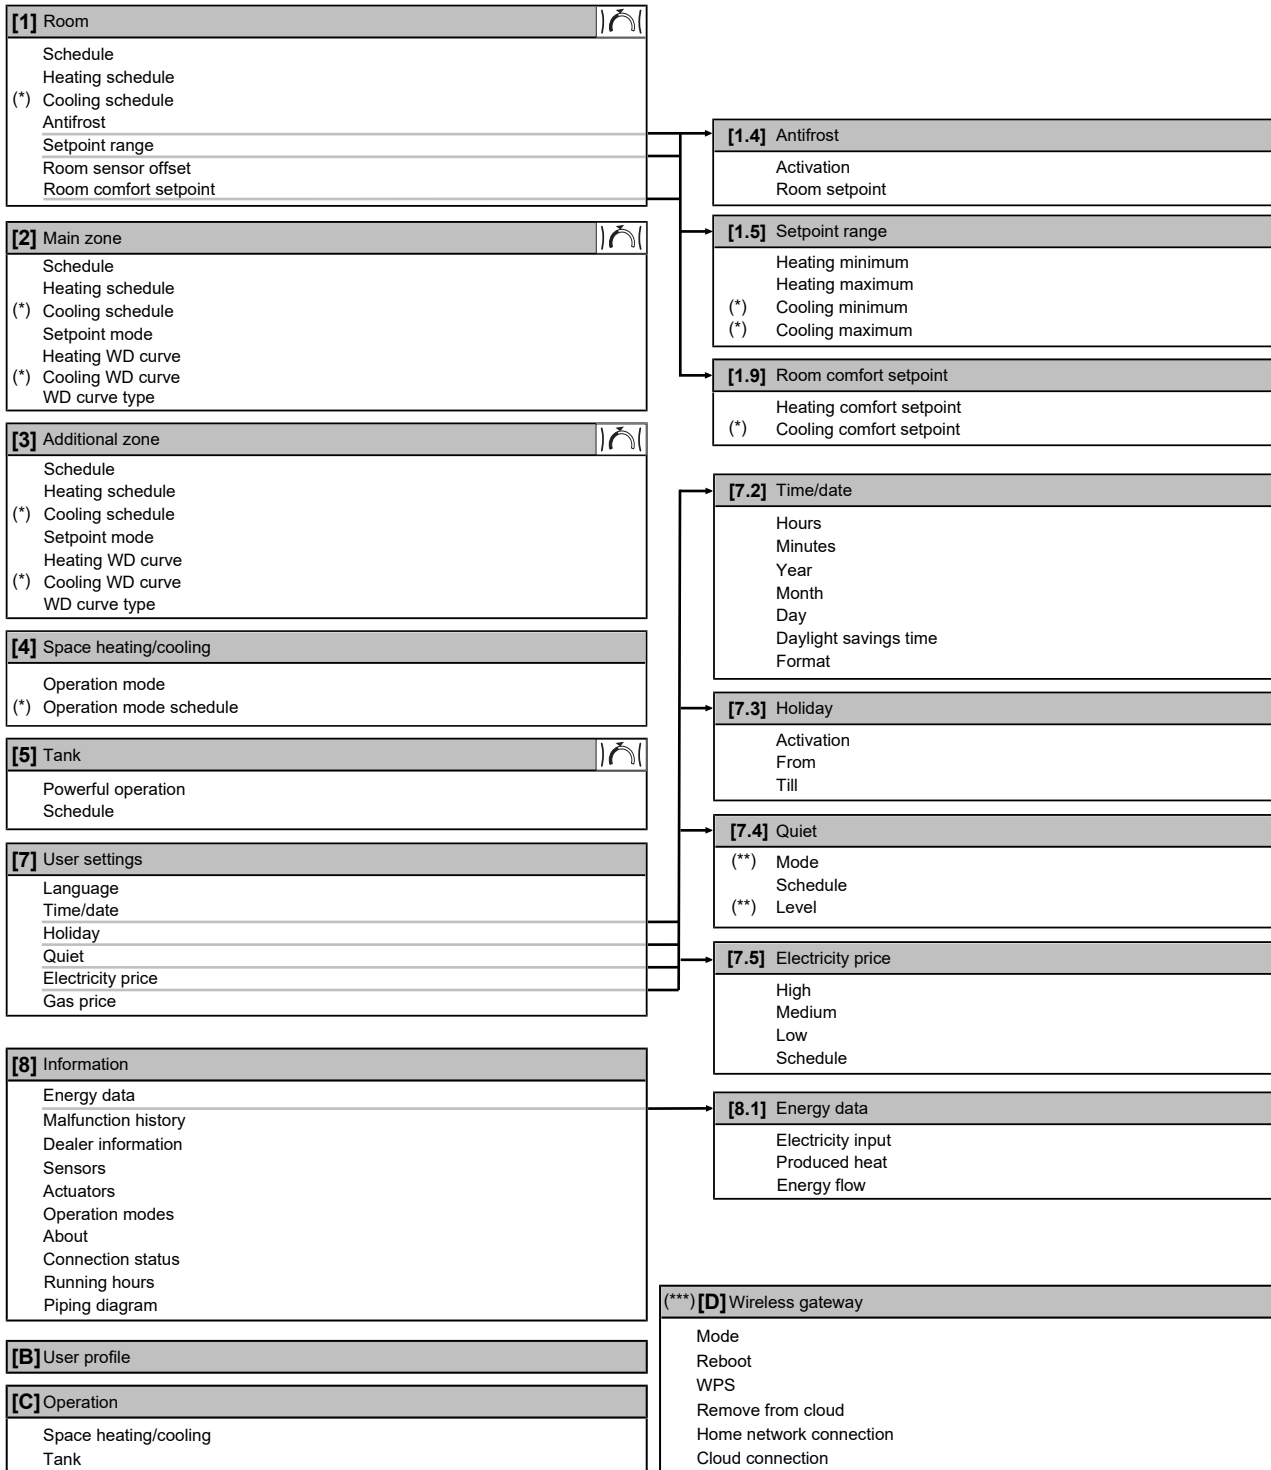 [1] Room
Schedule
Heating schedule
(*) Cooling schedule
Antifrost
Setpoint range
Room sensor offset
Room comfort setpoint
[2] Main zone
Schedule
Heating schedule
(*) Cooling schedule
Setpoint mode
Heating WD curve
(*) Cooling WD curve
WD curve type
[3] Additional zone
Schedule
Heating schedule
(*) Cooling schedule
Setpoint mode
Heating WD curve
(*) Cooling WD curve
WD curve type
[4] Space heating/cooling
Operation mode
(*) Operation mode schedule
[5] Tank
Powerful operation
Schedule
[7] User settings
Language
Time/date
Holiday
Quiet
Electricity price
Gas price
[8] Information
Energy data
Malfunction history
Dealer information
Sensors
Actuators
Operation modes
About
Connection status
Running hours
Piping diagram
[B] User profile
[C] Operation
Space heating/cooling
Tank
[1.4] Antifrost
Activation
Room setpoint
[1.5] Setpoint range
Heating minimum
Heating maximum
(*) Cooling minimum
(*) Cooling maximum
[1.9] Room comfort setpoint
Heating comfort setpoint
(*) Cooling comfort setpoint
[7.2] Time/date
Hours
Minutes
Year
Month
Day
Daylight savings time
Format
[7.3] Holiday
Activation
From
Till
[7.4] Quiet
(**) Mode
Schedule
(**) Level
[7.5] Electricity price
High
Medium
Low
Schedule
[8.1] Energy data
Electricity input
Produced heat
Energy flow
(***) [D] Wireless gateway
Mode
Reboot
WPS
Remove from cloud
Home network connection
Cloud connection